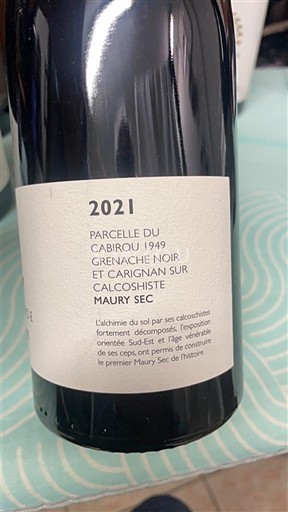 2021
PARCELLE DU
CABIROU 1949
GRENACHE NOIR
ET CARIGNAN SUR
CALCOSHISTE
MAURY SEC
L'alchimie du sol par ses calcoschistes
fortement décomposés, l'exposition
orientée Sud-Est et l'âge vénérable
de ses ceps, ont permis de construire
le premier Maury Sec de l'histoire.